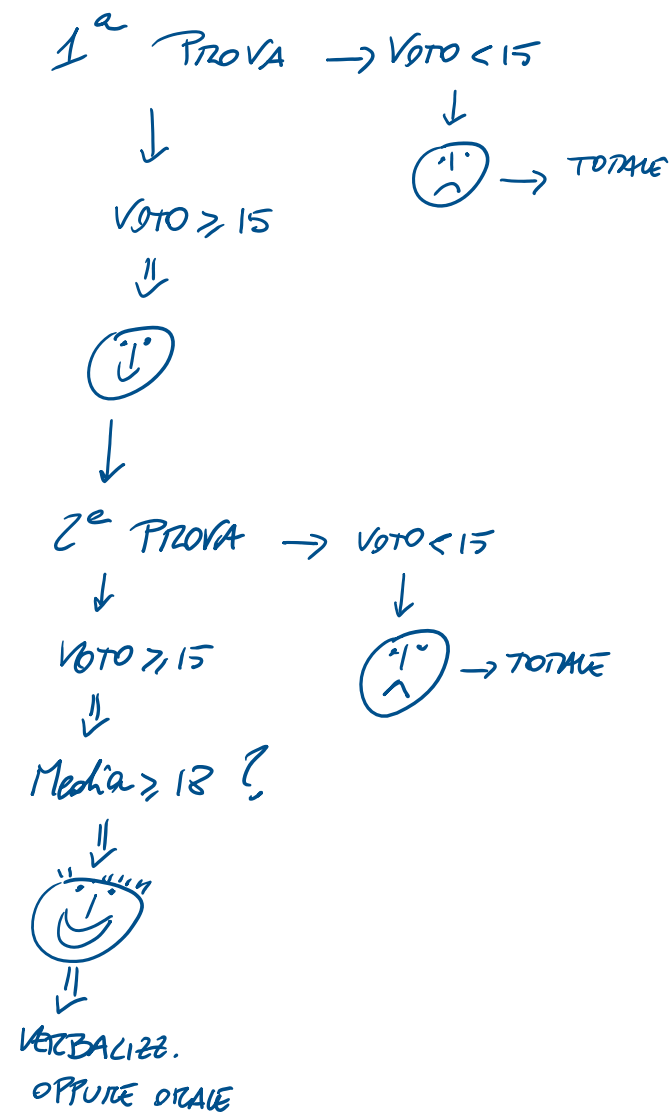 1ª PROVA → VOTO < 15
→ TOTALE
VOTO ≥ 15
2ª PROVA → VOTO < 15
VOTO ≥ 15
→ TOTALE
Media ≥ 18 ?
VERBALIZZ.
OPPURE ORALE